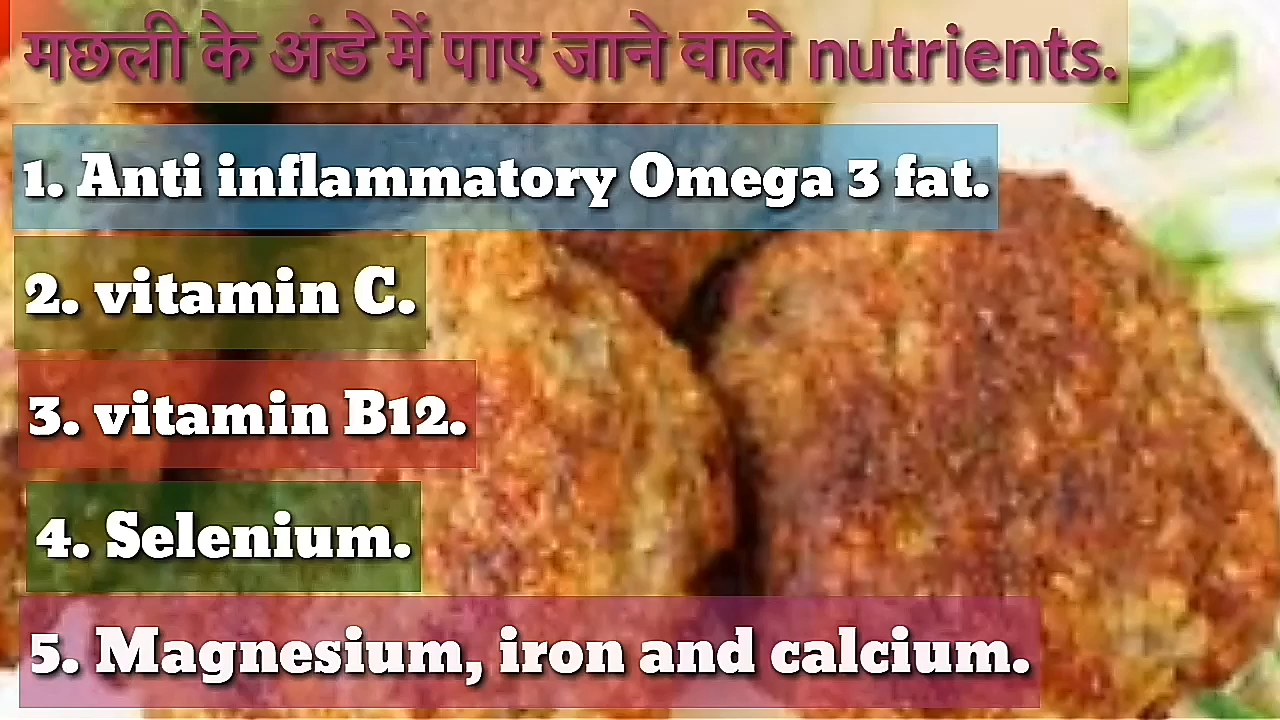 मछली के अंडे में पाए जाने वाले nutrients.
1. Anti inflammatory Omega 3 fat.
2. vitamin C.
3. vitamin B12.
4. Selenium.
5. Magnesium, iron and calcium.